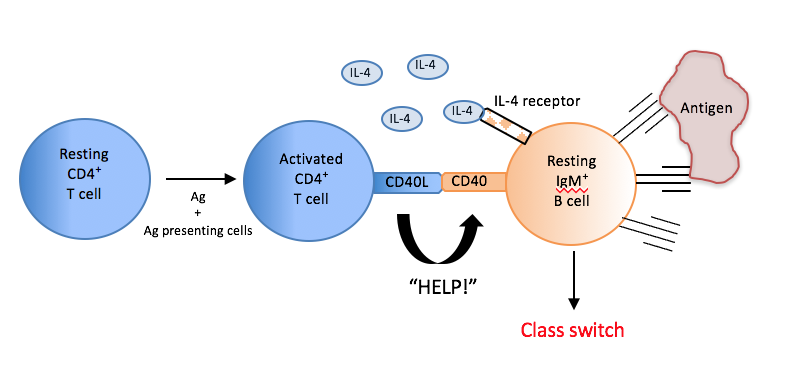 Resting
CD4⁺
T cell
Ag
+
Ag presenting cells
Activated
CD4⁺
T cell
IL-4
IL-4
IL-4
IL-4
IL-4 receptor
CD40L
CD40
“HELP!”
Resting
IgM⁺
B cell
Antigen
Class switch